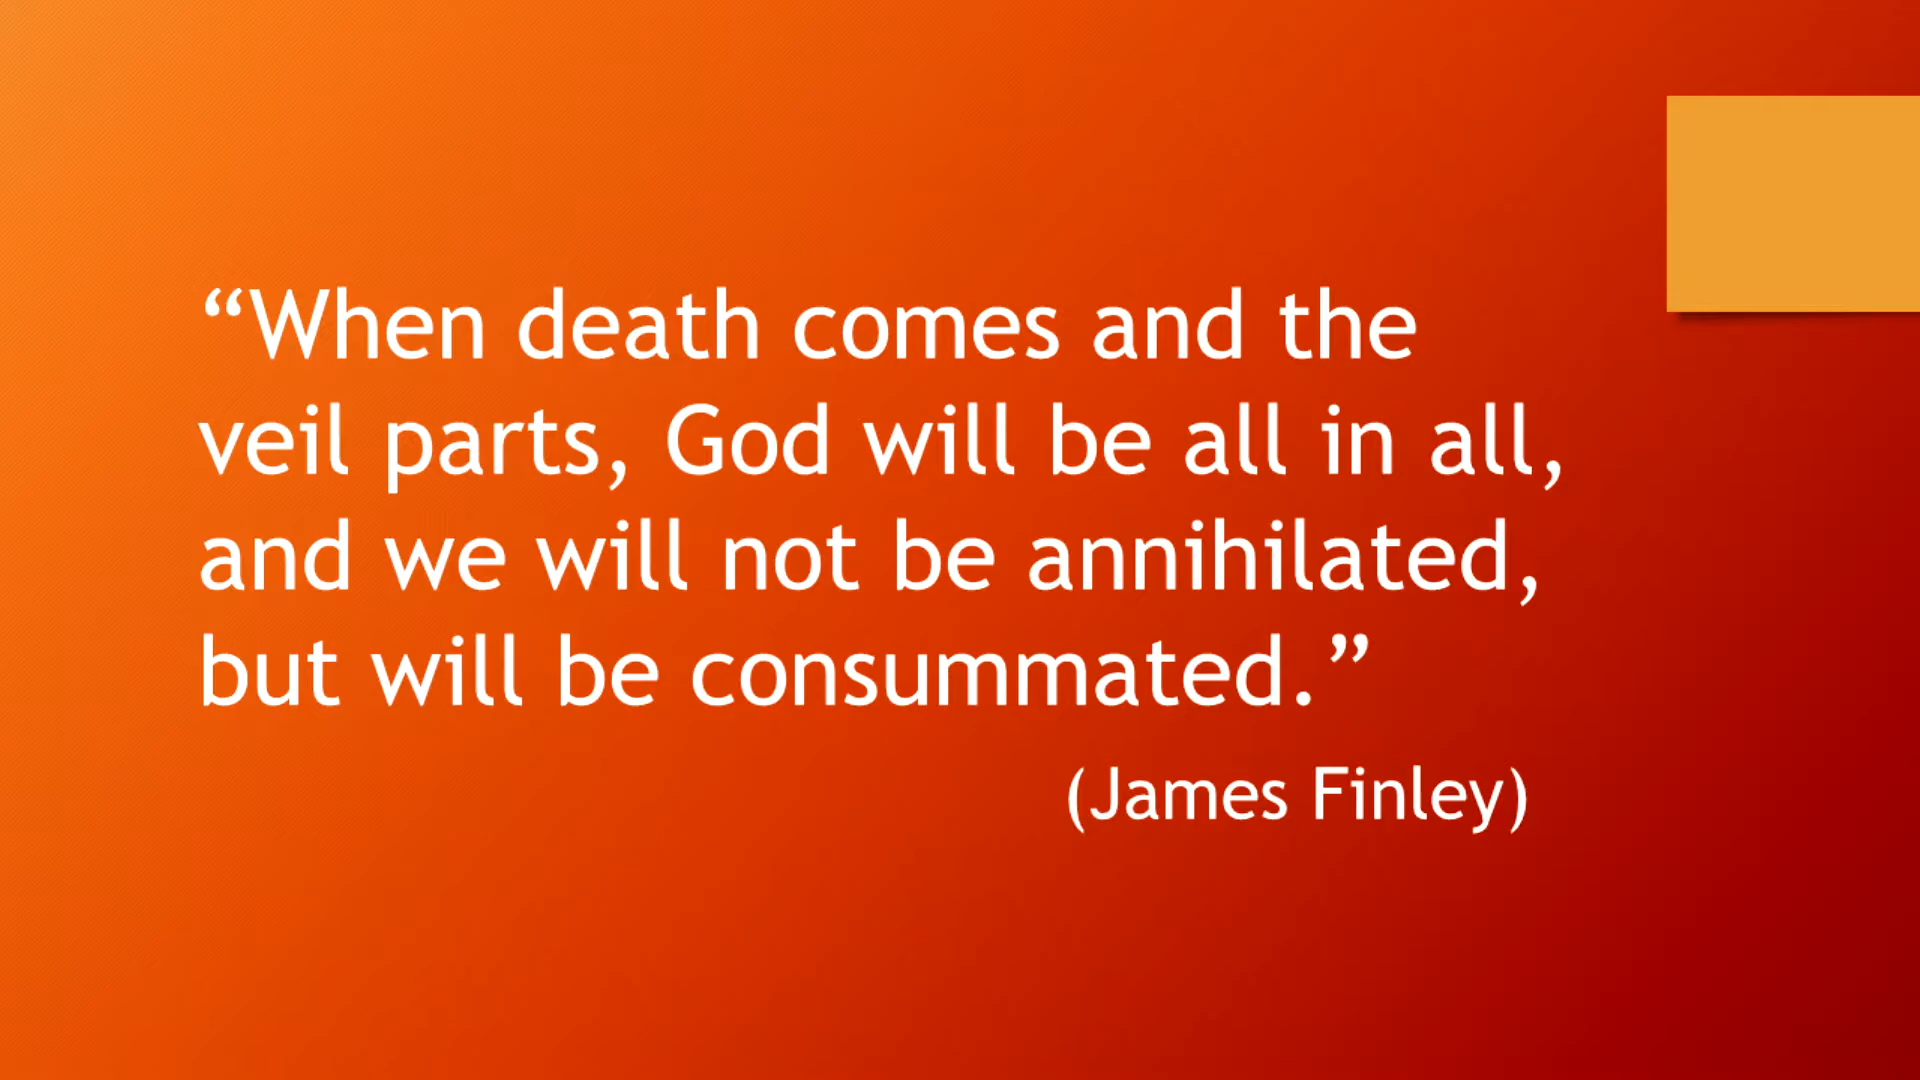 “When death comes and the
veil parts, God will be all in all,
and we will not be annihilated,
but will be consummated.”
(James Finley)